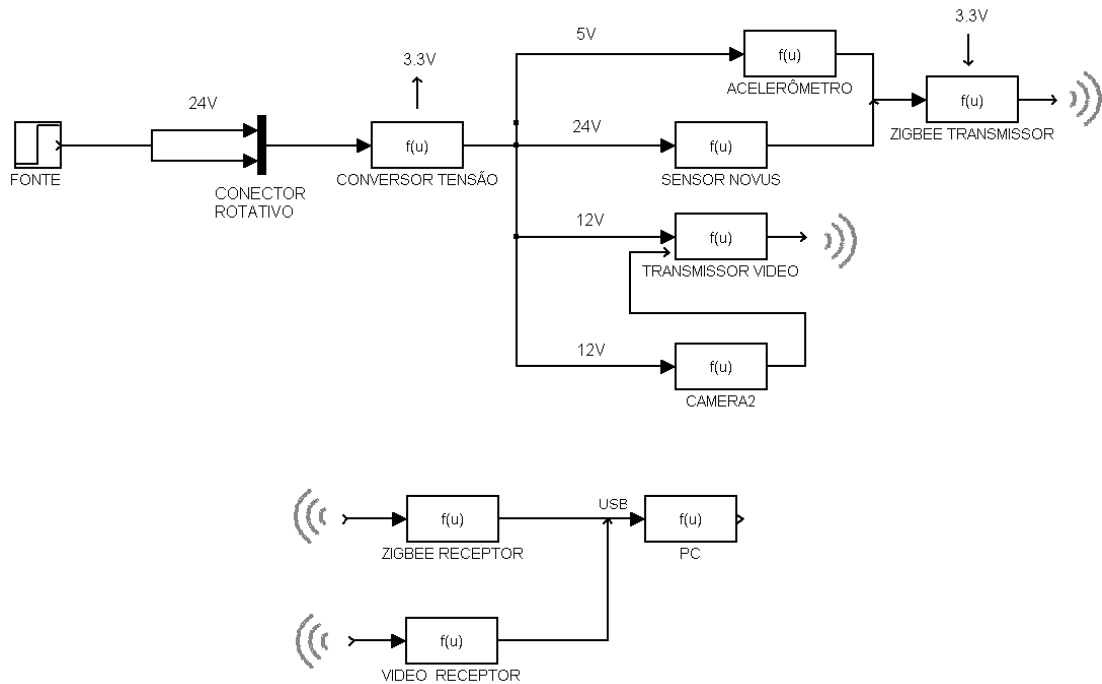 5V
3.3V
3.3V
f(u)
ACELERÔMETRO
24V
f(u)
ZIGBEE TRANSMISSOR
24V
f(u)
f(u)
FONTE
CONVERSOR TENSÃO
SENSOR NOVUS
CONECTOR
ROTATIVO
12V
f(u)
TRANSMISSOR VIDEO
12V
f(u)
CAMERA2
USB
f(u)
f(u)
ZIGBEE RECEPTOR
PC
f(u)
VIDEO RECEPTOR